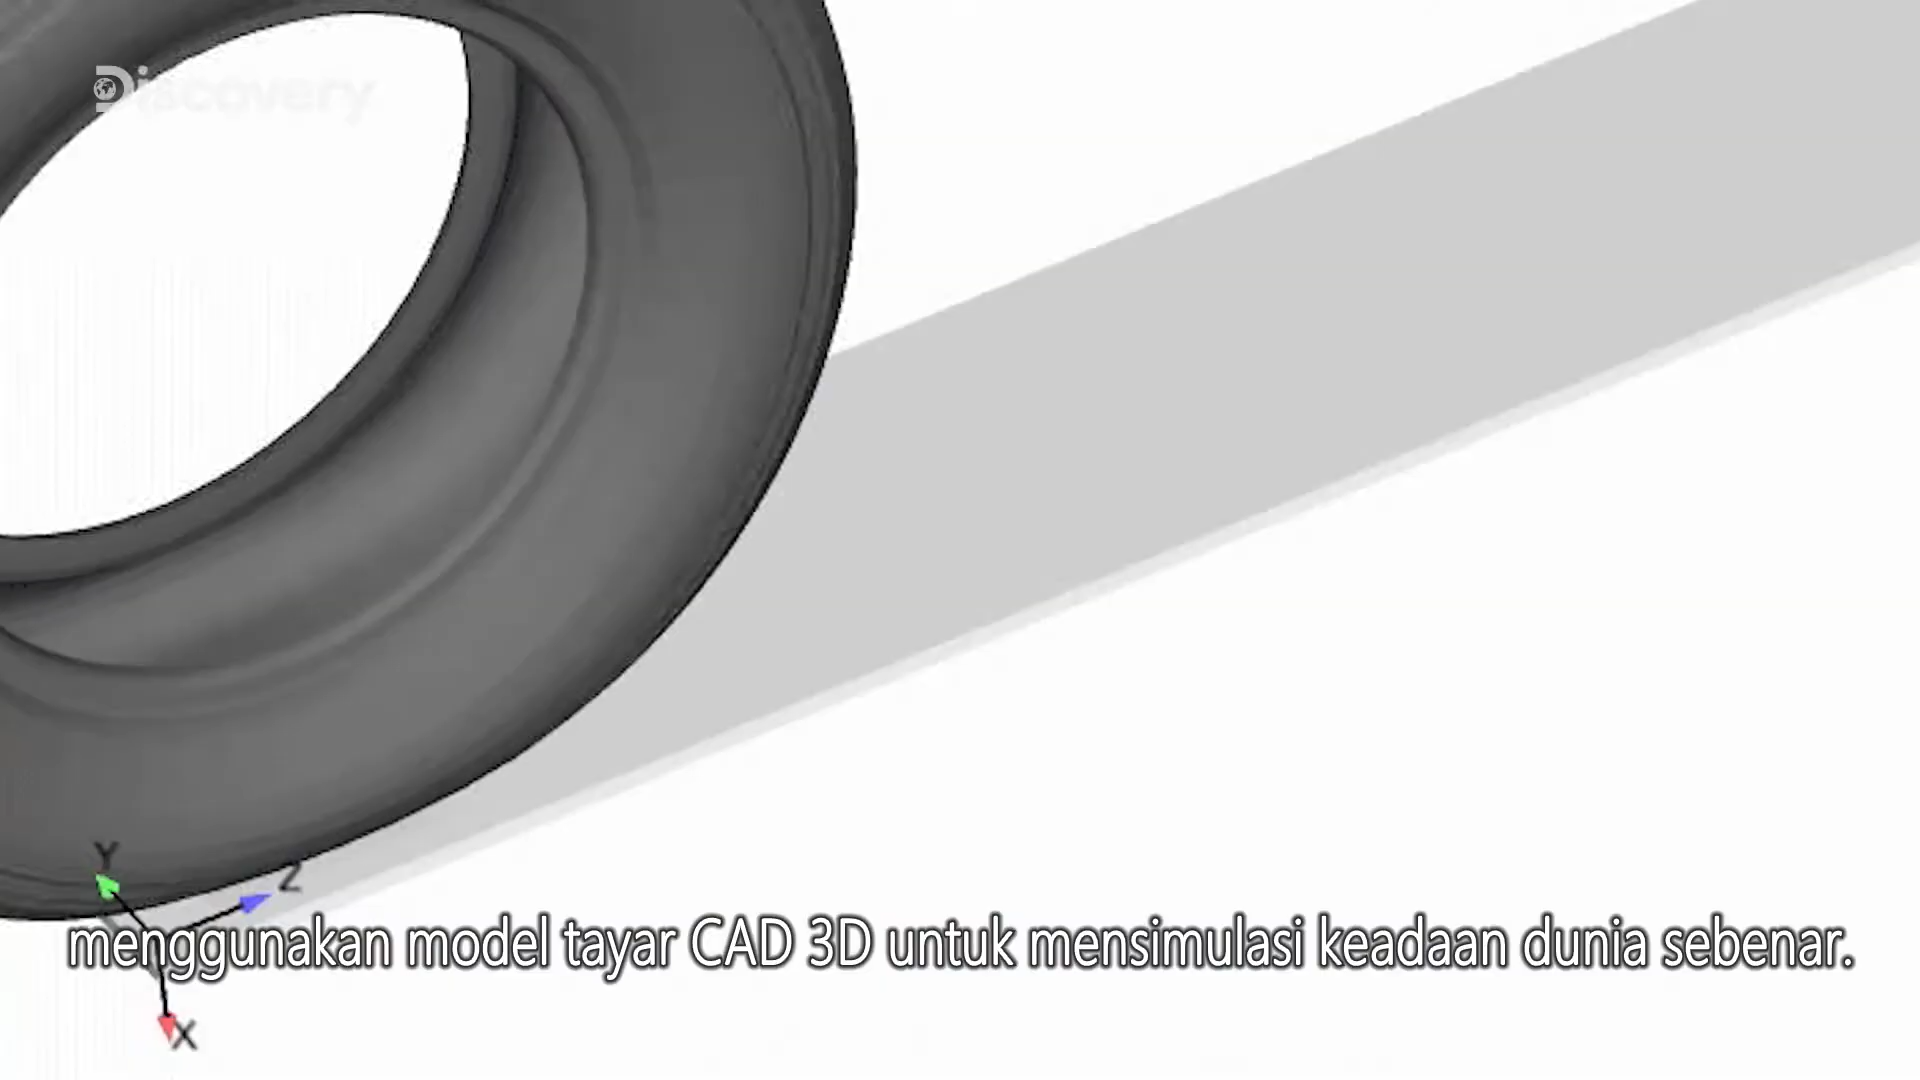 Discovery
Y
Z
menggunakan model tayar CAD 3D untuk mensimulasi keadaan dunia sebenar.
X